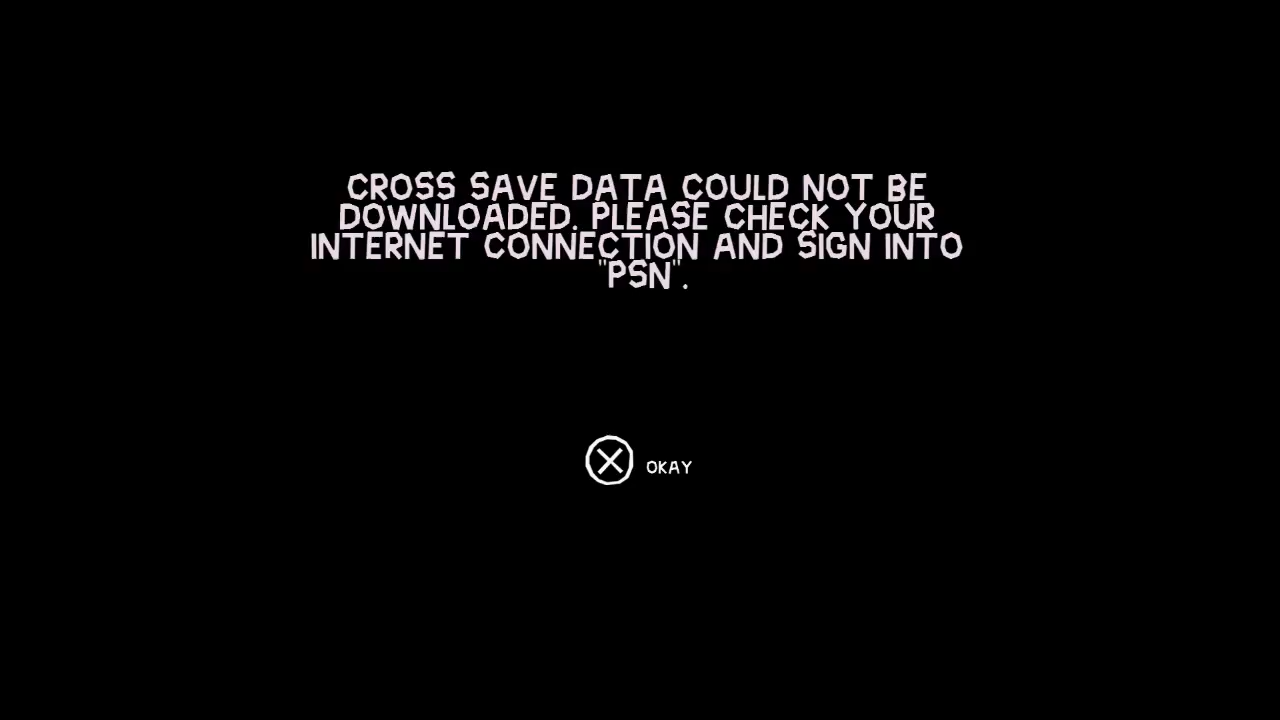 CROSS SAVE DATA COULD NOT BE
DOWNLOADED. PLEASE CHECK YOUR
INTERNET CONNECTION AND SIGN INTO
"PSN".
OKAY